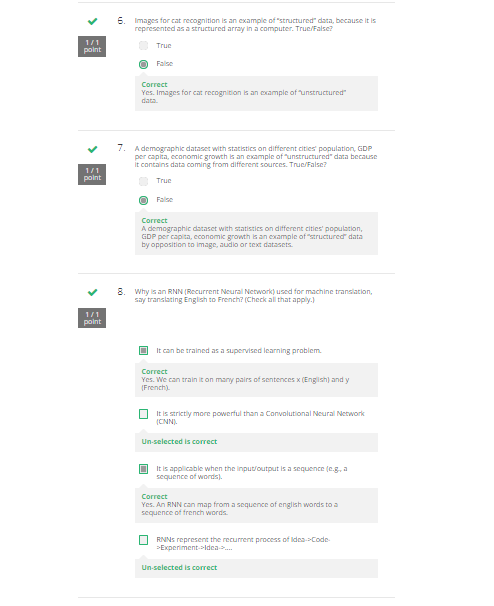 6. Images for cat recognition is an example of “structured” data, because it is
represented as a structured array in a computer. True/False?
1 / 1
point
True
False
Correct
Yes. Images for cat recognition is an example of “unstructured”
data.
7. A demographic dataset with statistics on different cities' population, GDP
per capita, economic growth is an example of “unstructured” data because
it contains data coming from different sources. True/False?
1 / 1
point
True
False
Correct
A demographic dataset with statistics on different cities' population,
GDP per capita, economic growth is an example of “structured” data
by opposition to image, audio or text datasets.
8. Why is an RNN (Recurrent Neural Network) used for machine translation,
say translating English to French? (Check all that apply.)
1 / 1
point
It can be trained as a supervised learning problem.
Correct
Yes. We can train it on many pairs of sentences x (English) and y
(French).
It is strictly more powerful than a Convolutional Neural Network
(CNN).
Un-selected is correct
It is applicable when the input/output is a sequence (e.g., a
sequence of words).
Correct
Yes. An RNN can map from a sequence of english words to a
sequence of french words.
RNNs represent the recurrent process of Idea->Code-
>Experiment->Idea->....
Un-selected is correct